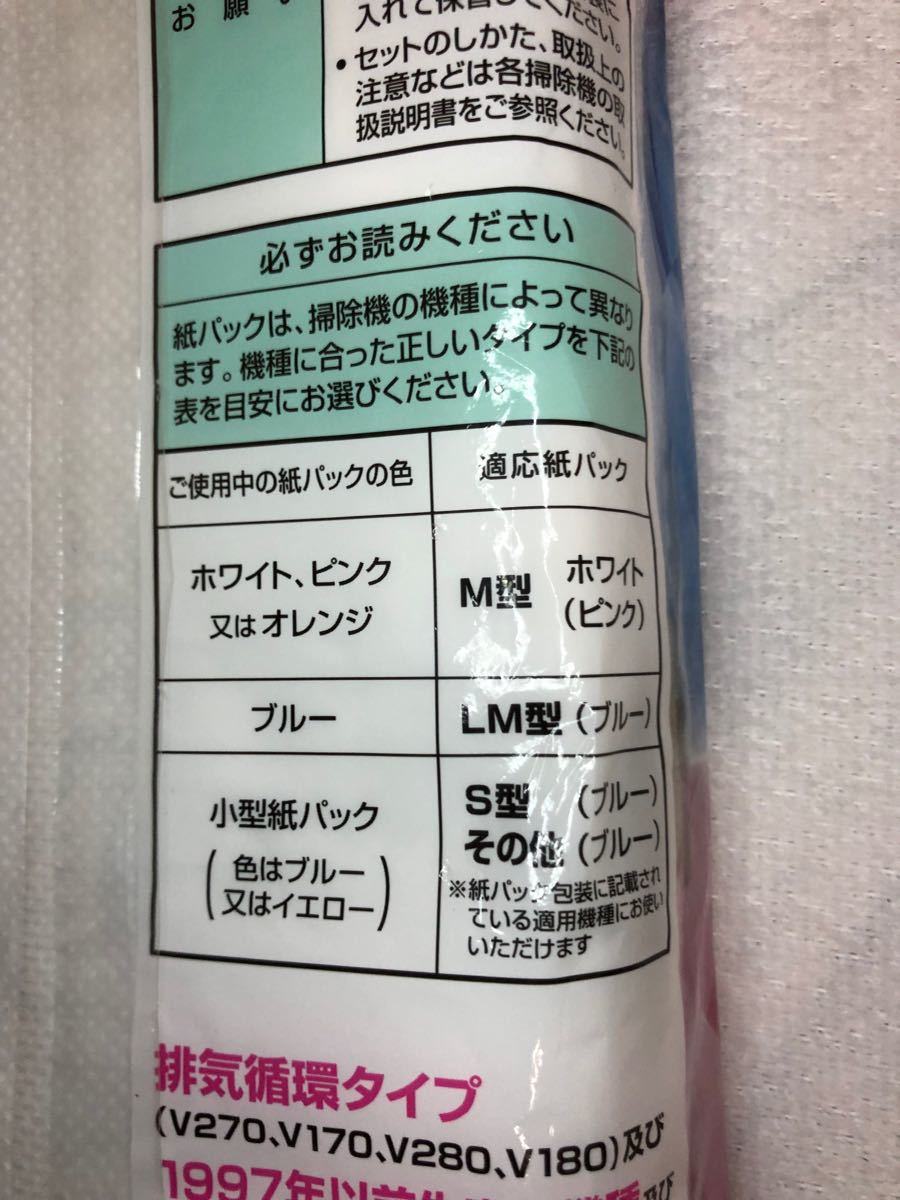 お願い
入れて保管してください。
•セットのしかた、取扱上の
注意などは各掃除機の取
扱説明書をご参照ください。
必ずお読みください
紙パックは、掃除機の機種によって異なり
ます。機種に合った正しいタイプを下記の
表を目安にお選びください。
ご使用中の紙パックの色 適応紙パック
ホワイト、ピンク
又はオレンジ
M型 ホワイト
(ピンク)
ブルー LM型(ブルー)
小型紙パック
(色はブルー
又はイエロー)
S型 (ブルー)
その他(ブルー)
※紙パック包装に記載され
ている適用機種にお使い
いただけます
排気循環タイプ
(V270、V170、V280、V180)及び
1997年以前